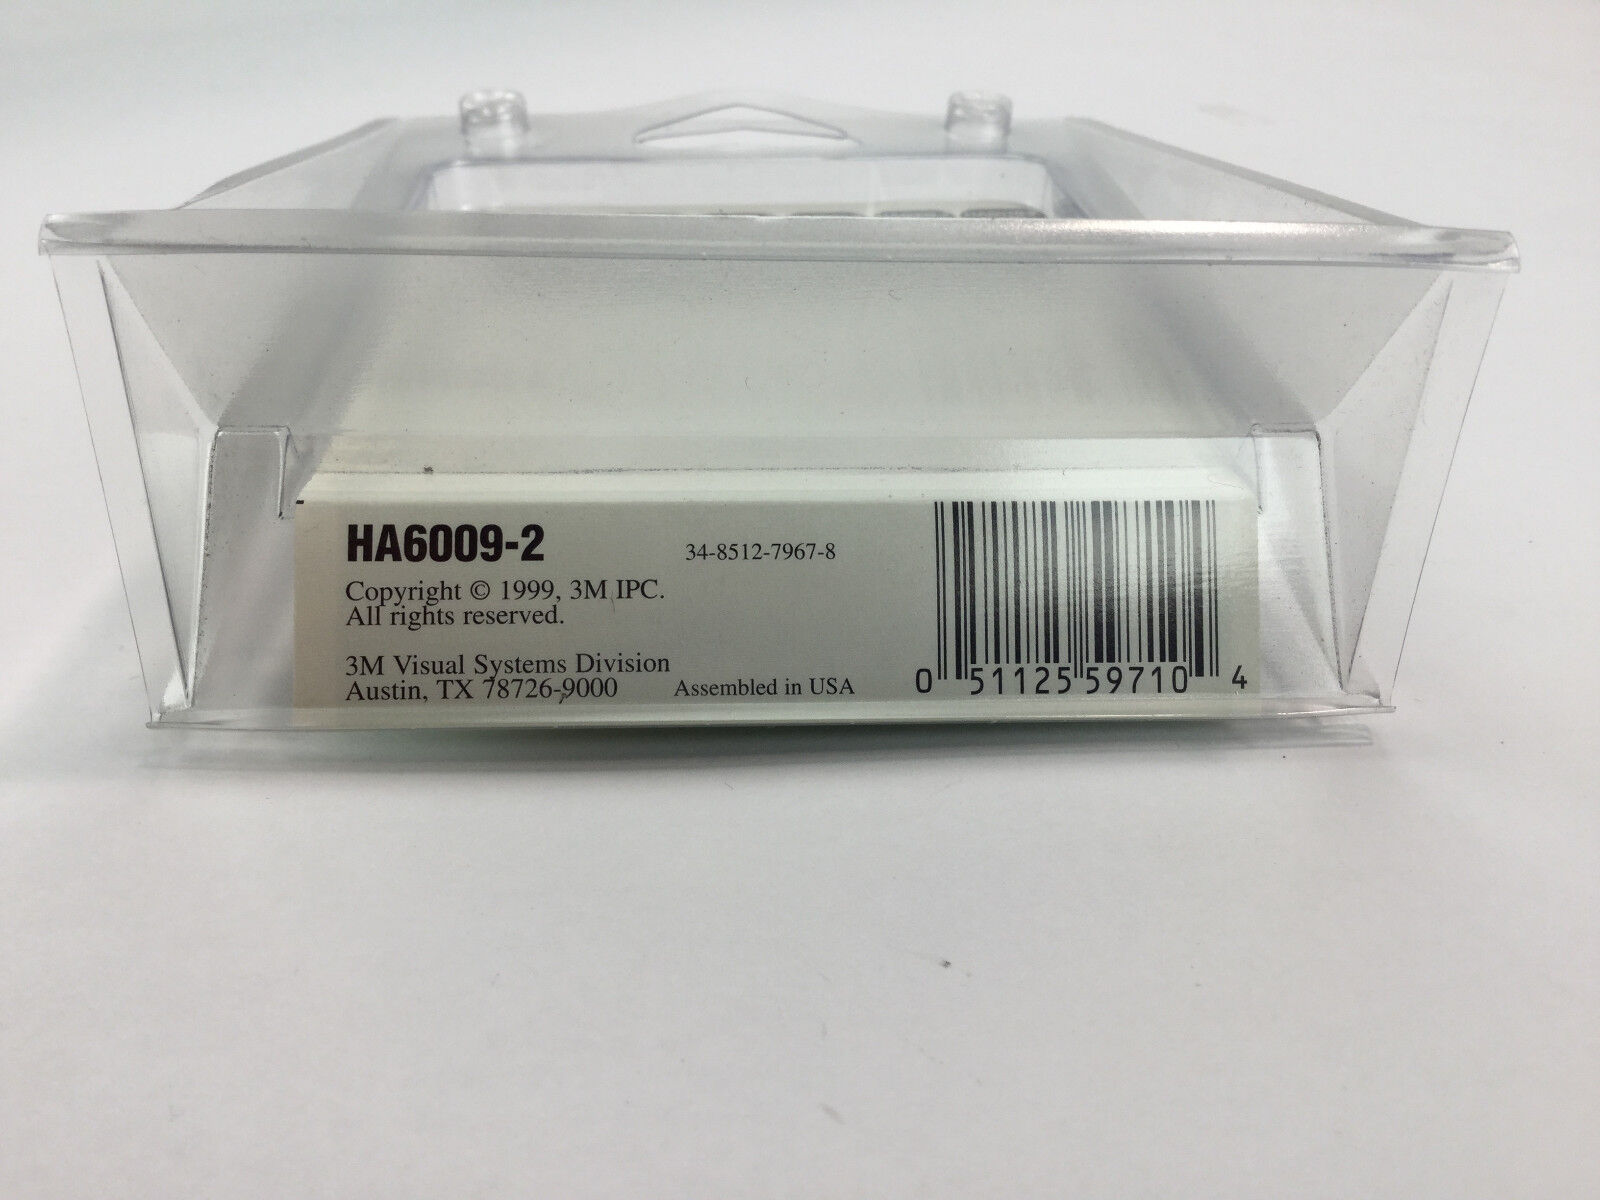 HA6009-2
34-8512-7967-8
Copyright © 1999, 3M IPC.
All rights reserved.
3M Visual Systems Division
Austin, TX 78726-9000
Assembled in USA
0 51125 59710 4